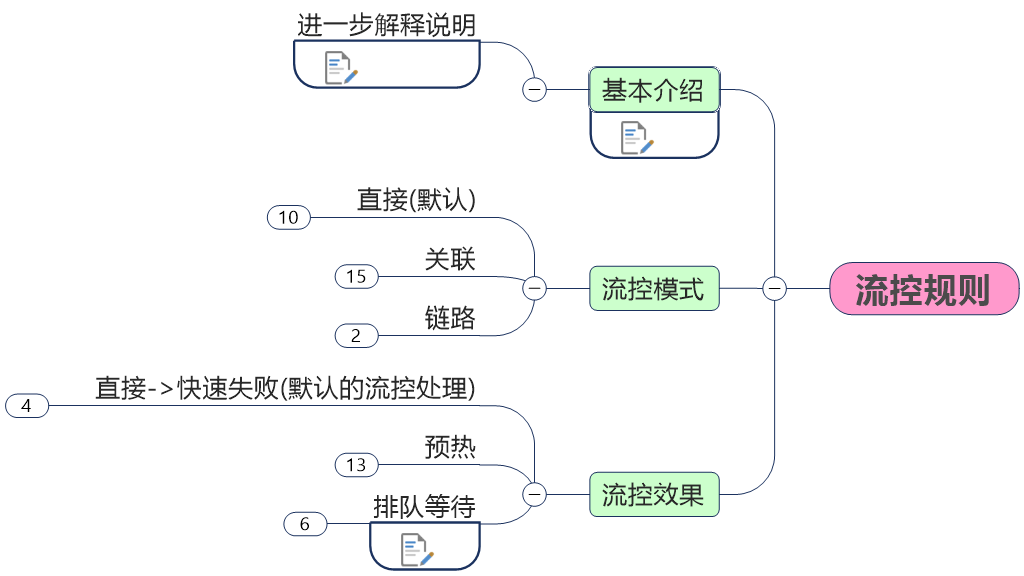 进一步解释说明
基本介绍
直接(默认)
10
关联
15
链路
2
流控模式
流控规则
直接->快速失败(默认的流控处理)
4
预热
13
排队等待
6
流控效果